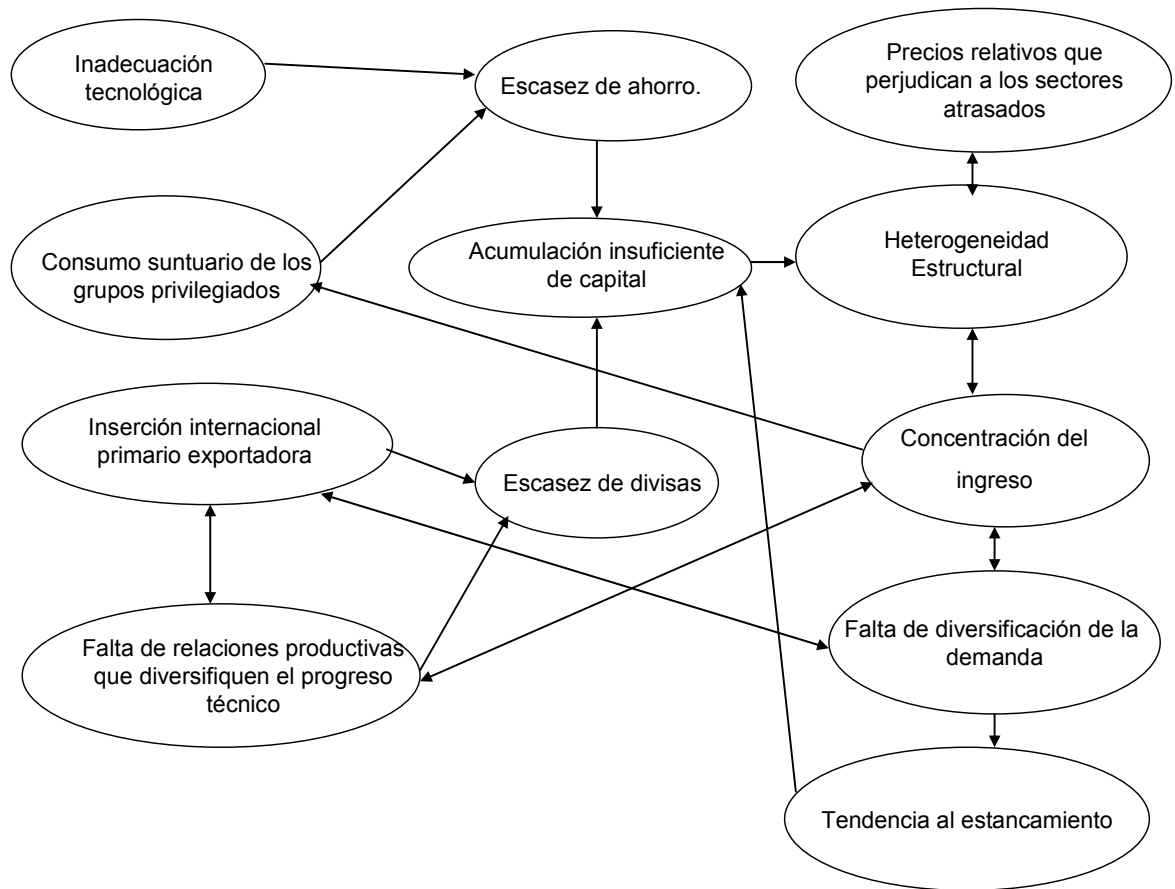 Inadecuación
tecnológica
Escasez de ahorro.
Precios relativos que
perjudican a los sectores
atrasados
Consumo suntuario de los
grupos privilegiados
Acumulación insuficiente
de capital
Heterogeneidad
Estructural
Inserción internacional
primario exportadora
Escasez de divisas
Concentración del
ingreso
Falta de relaciones productivas
que diversifiquen el progreso
técnico
Falta de diversificación de la
demanda
Tendencia al estancamiento